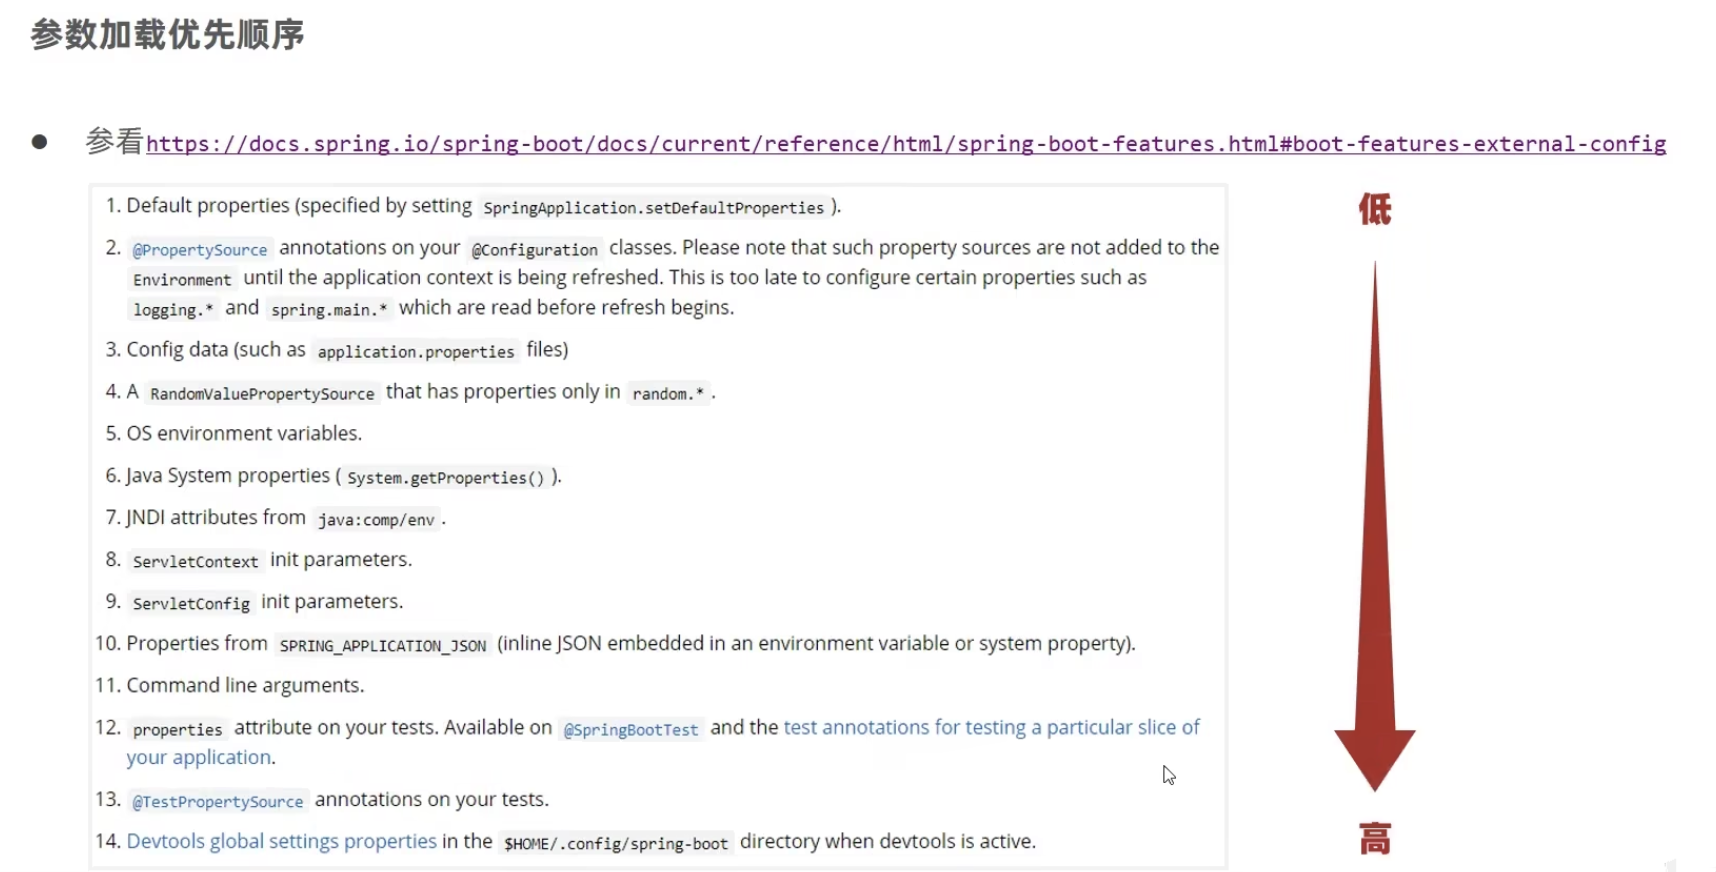 参数加载优先顺序
● 参看https://docs.spring.io/spring-boot/docs/current/reference/html/spring-boot-features.html#boot-features-external-config
1. Default properties (specified by setting SpringApplication.setDefaultProperties ).
2. @PropertySource annotations on your @Configuration classes. Please note that such property sources are not added to the
Environment until the application context is being refreshed. This is too late to configure certain properties such as
logging.* and spring.main.* which are read before refresh begins.
3. Config data (such as application.properties files)
4. A RandomValuePropertySource that has properties only in random.* .
5. OS environment variables.
6. Java System properties ( System.getProperties() ).
7. JNDI attributes from java:comp/env .
8. ServletContext init parameters.
9. ServletConfig init parameters.
10. Properties from SPRING_APPLICATION_JSON (inline JSON embedded in an environment variable or system property).
11. Command line arguments.
12. properties attribute on your tests. Available on @SpringBootTest and the test annotations for testing a particular slice of
your application.
13. @TestPropertySource annotations on your tests.
14. Devtools global settings properties in the $HOME/.config/spring-boot directory when devtools is active.
低
高